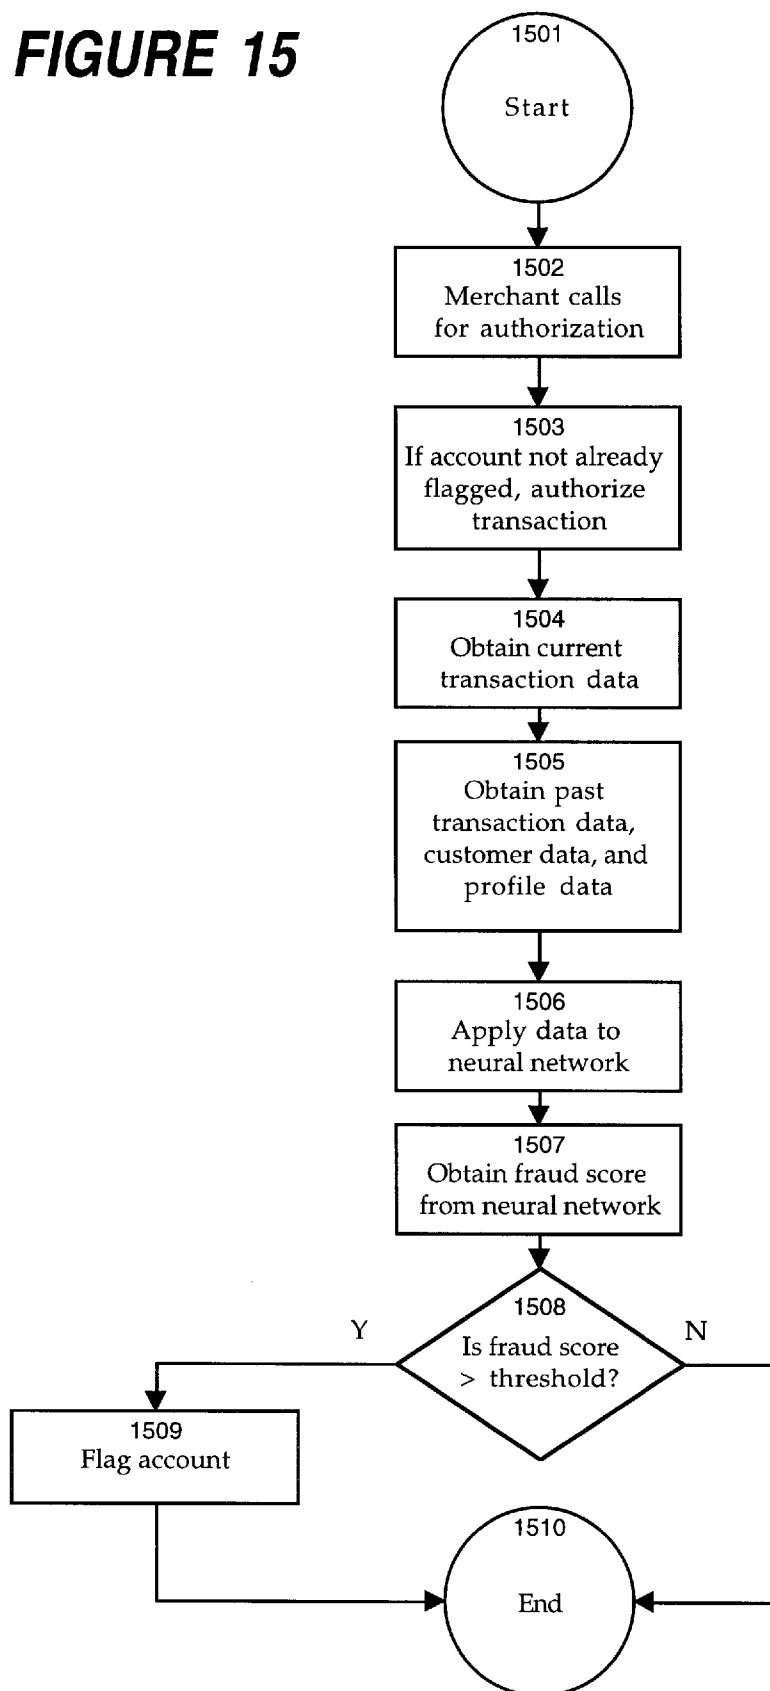 FIGURE 15
1501
Start
1502
Merchant calls
for authorization
1503
If account not already
flagged, authorize
transaction
1504
Obtain current
transaction data
1505
Obtain past
transaction data,
customer data, and
profile data
1506
Apply data to
neural network
1507
Obtain fraud score
from neural network
1508
Is fraud score
> threshold?
Y
N
1509
Flag account
1510
End